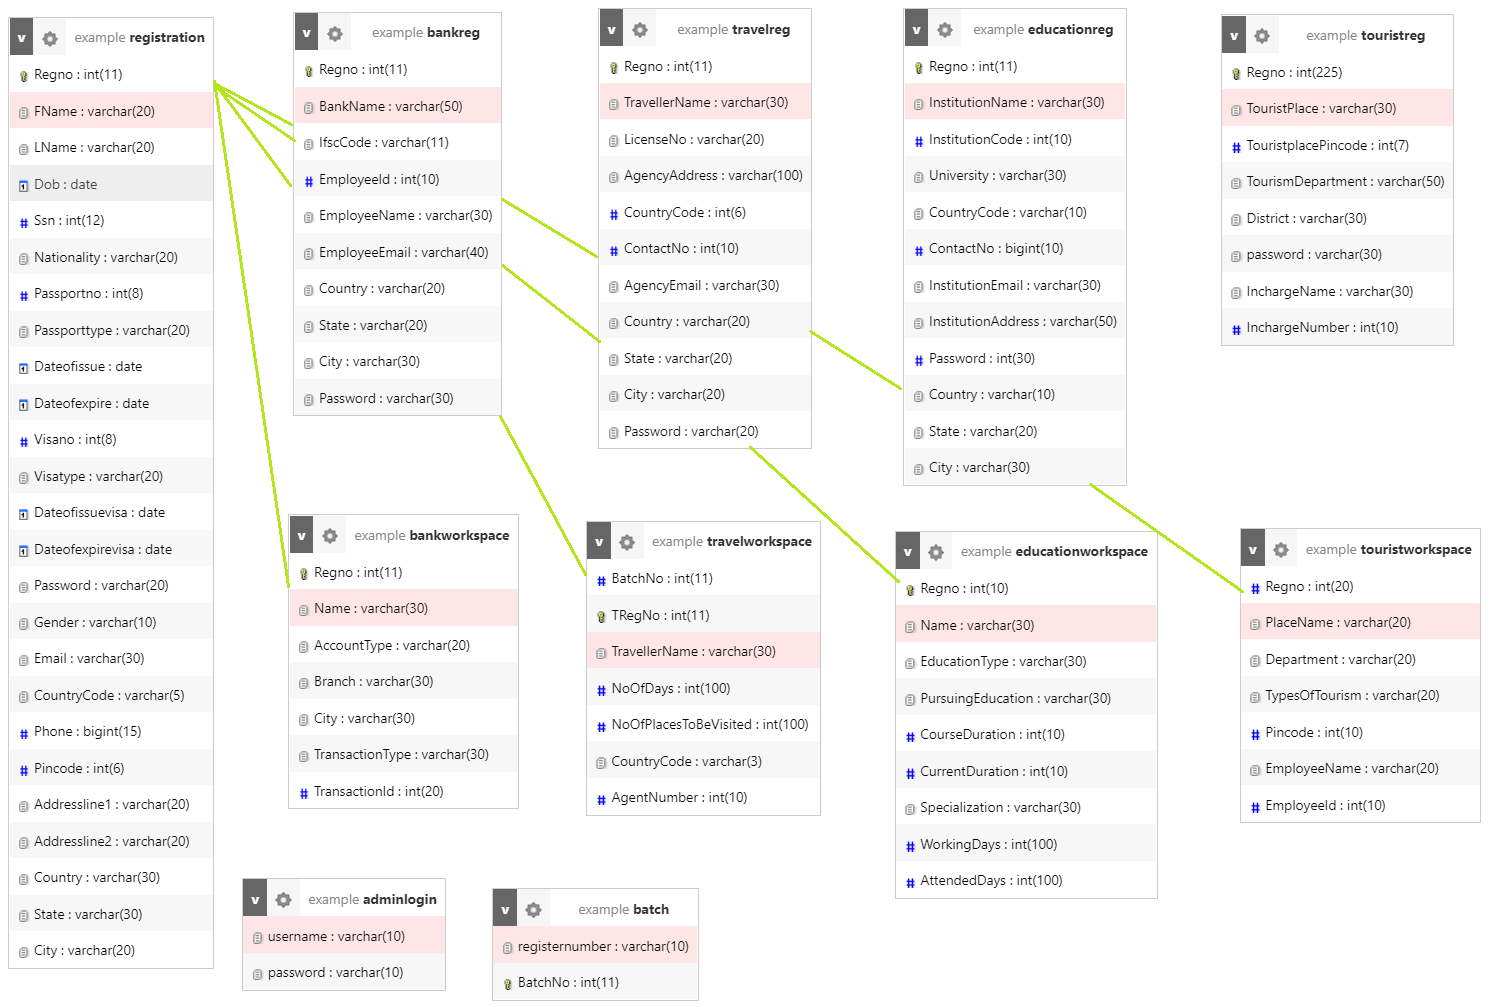 v example registration
Regno : int(11)
FName : varchar(20)
LName : varchar(20)
Dob : date
Ssn : int(12)
Nationality : varchar(20)
Passportno : int(8)
Passporttype : varchar(20)
Dateofissue : date
Dateofexpire : date
Visano : int(8)
Visatype : varchar(20)
Dateofissuevisa : date
Dateofexpirevisa : date
Password : varchar(20)
Gender : varchar(10)
Email : varchar(30)
CountryCode : varchar(5)
Phone : bigint(15)
Pincode : int(6)
Addressline1 : varchar(20)
Addressline2 : varchar(20)
Country : varchar(30)
State : varchar(30)
City : varchar(20)
v example bankreg
Regno : int(11)
BankName : varchar(50)
IfscCode : varchar(11)
EmployeeId : int(10)
EmployeeName : varchar(30)
EmployeeEmail : varchar(40)
Country : varchar(20)
State : varchar(20)
City : varchar(30)
Password : varchar(30)
v example travelreg
Regno : int(11)
TravellerName : varchar(30)
LicenseNo : varchar(20)
AgencyAddress : varchar(100)
CountryCode : int(6)
ContactNo : int(10)
AgencyEmail : varchar(30)
Country : varchar(20)
State : varchar(20)
City : varchar(20)
Password : varchar(20)
v example educationreg
Regno : int(11)
InstitutionName : varchar(30)
InstitutionCode : int(10)
University : varchar(30)
CountryCode : varchar(10)
ContactNo : bigint(10)
InstitutionEmail : varchar(30)
InstitutionAddress : varchar(50)
Password : int(30)
Country : varchar(10)
State : varchar(20)
City : varchar(30)
v example touristreg
Regno : int(225)
TouristPlace : varchar(30)
TouristplacePincode : int(7)
TourismDepartment : varchar(50)
District : varchar(30)
password : varchar(30)
InchargeName : varchar(30)
InchargeNumber : int(10)
v example bankworkspace
Regno : int(11)
Name : varchar(30)
AccountType : varchar(20)
Branch : varchar(30)
City : varchar(30)
TransactionType : varchar(30)
TransactionId : int(20)
v example travelworkspace
BatchNo : int(11)
TRegNo : int(11)
TravellerName : varchar(30)
NoOfDays : int(100)
NoOfPlacesToBeVisited : int(100)
CountryCode : varchar(3)
AgentNumber : int(10)
v example educationworkspace
Regno : int(10)
Name : varchar(30)
EducationType : varchar(30)
PursuingEducation : varchar(30)
CourseDuration : int(10)
CurrentDuration : int(10)
Specialization : varchar(30)
WorkingDays : int(100)
AttendedDays : int(100)
v example touristworkspace
Regno : int(20)
PlaceName : varchar(20)
Department : varchar(20)
TypesOfTourism : varchar(20)
Pincode : int(10)
EmployeeName : varchar(20)
EmployeeId : int(10)
v example adminlogin
username : varchar(10)
password : varchar(10)
v example batch
registernumber : varchar(10)
BatchNo : int(11)